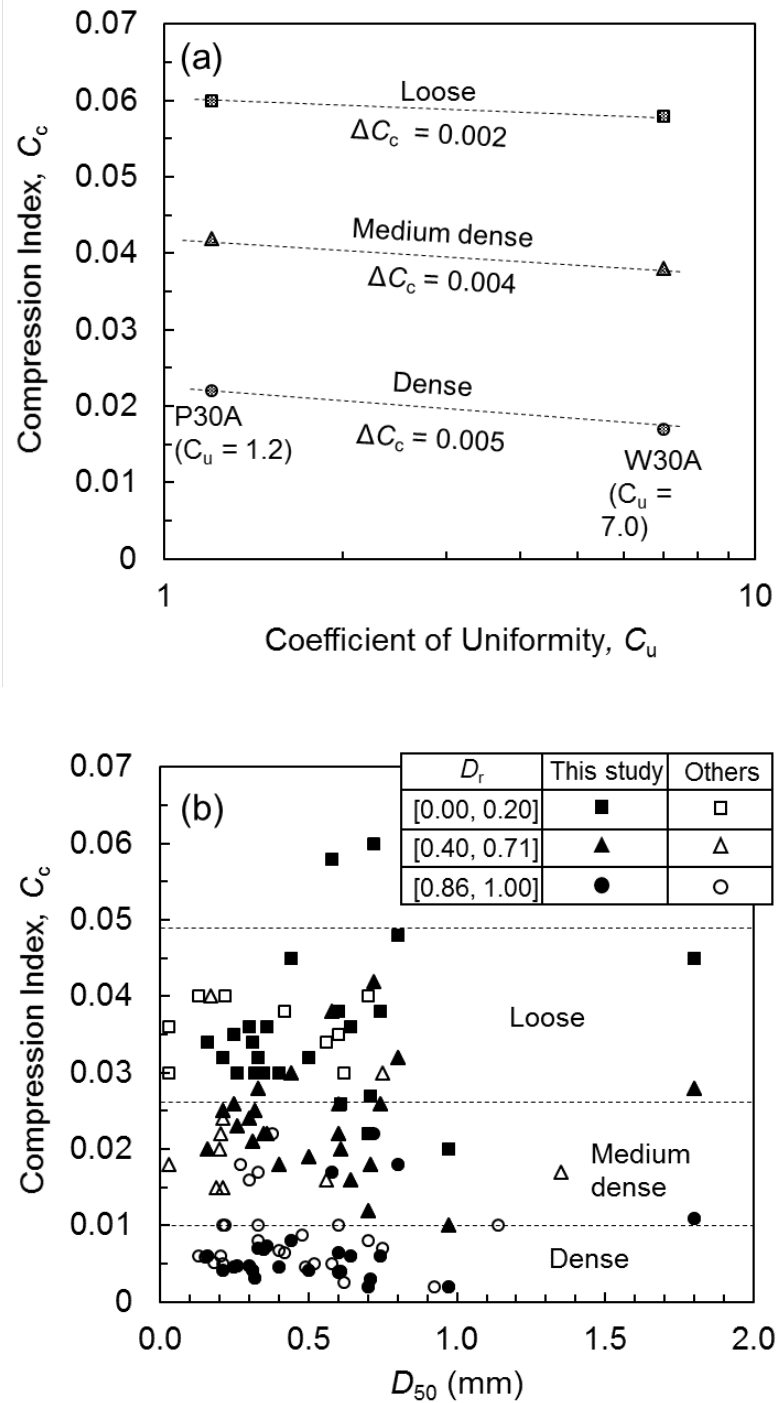 0.07
(a)
Loose
0.06
ΔCc = 0.002
0.05
Medium dense
0.04
ΔCc = 0.004
0.03
Dense
0.02
P30A
(Cu = 1.2)
ΔCc = 0.005
W30A
(Cu =
7.0)
0.01
0
1
10
Compression Index, Cc
Coefficient of Uniformity, Cu
0.07
(b)
Dr This study Others
[0.00, 0.20]
[0.40, 0.71]
[0.86, 1.00]
0.06
0.05
0.04
Loose
0.03
0.02
Medium
dense
0.01
Dense
0
0.0 0.5 1.0 1.5 2.0
Compression Index, Cc
D50 (mm)